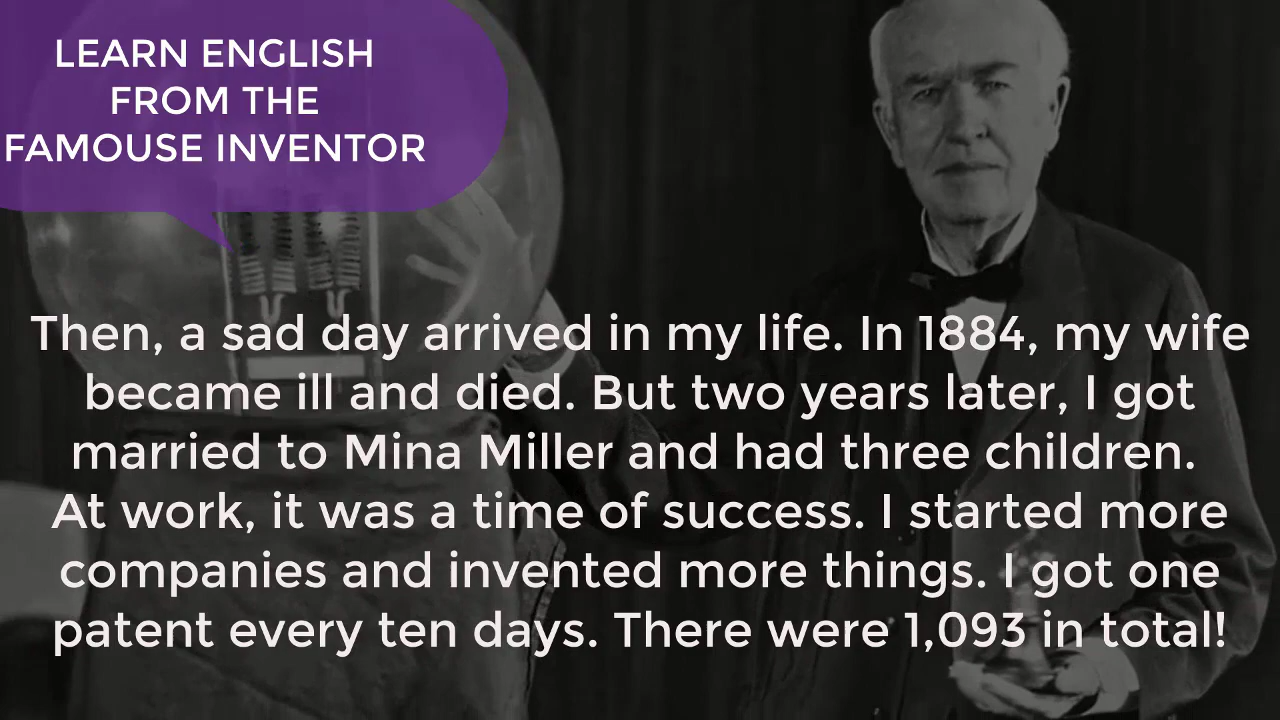 LEARN ENGLISH
FROM THE
FAMOUSE INVENTOR
Then, a sad day arrived in my life. In 1884, my wife
became ill and died. But two years later, I got
married to Mina Miller and had three children.
At work, it was a time of success. I started more
companies and invented more things. I got one
patent every ten days. There were 1,093 in total!